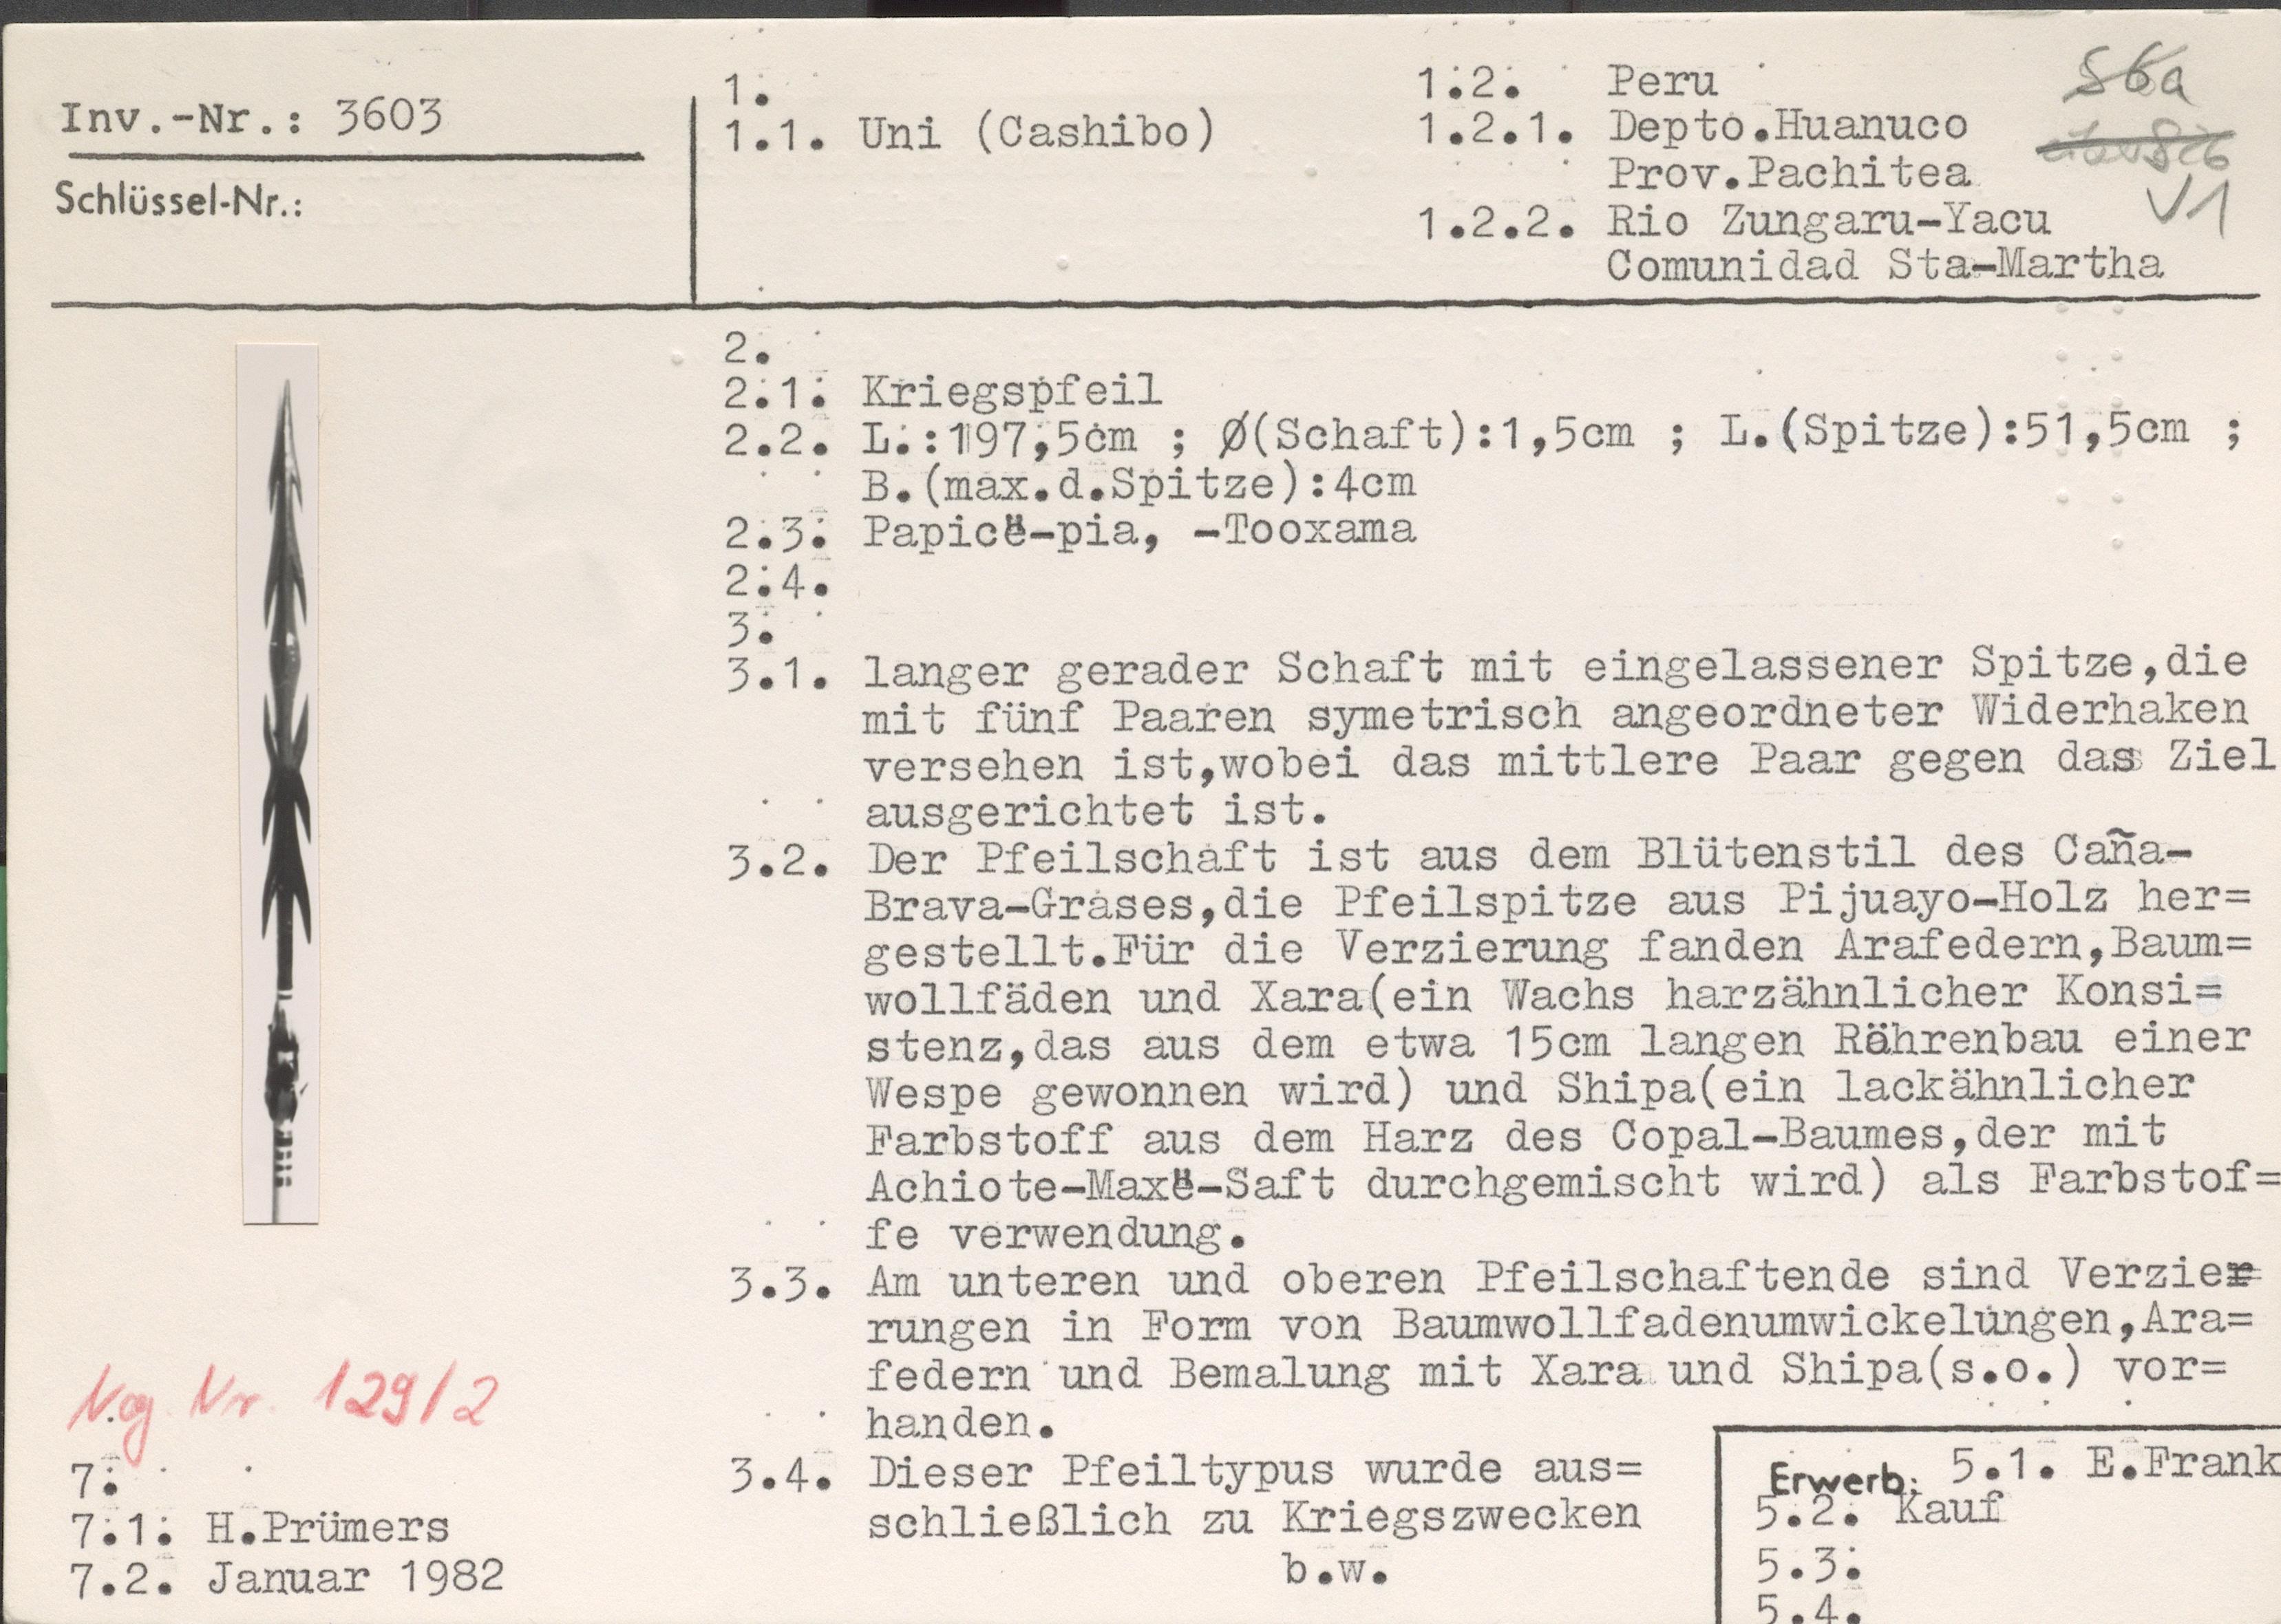 Inv.-Nr.: 3603
Schlüssel-Nr.:
1.
1.1. Uni (Cashibo)
1.2. Peru
1.2.1. Depto.Huanuco
Prov.Pachitea
1.2.2. Rio Zungaru-Yacu
Comunidad Sta-Martha
S6a
V1
2.
2.1. Kriegspfeil
2.2. L.:197,5cm ; Ø(Schaft):1,5cm ; L.(Spitze):51,5cm ;
B.(max.d.Spitze):4cm
2.3. Papicë-pia, -Tooxama
2.4.
3.
3.1. langer gerader Schaft mit eingelassener Spitze,die
mit fünf Paaren symetrisch angeordneter Widerhaken
versehen ist,wobei das mittlere Paar gegen das Ziel
ausgerichtet ist.
3.2. Der Pfeilschaft ist aus dem Blütenstil des Caña-
Brava-Grases,die Pfeilspitze aus Pijuayo-Holz her=
gestellt.Für die Verzierung fanden Arafedern,Baum=
wollfäden und Xara(ein Wachs harzähnlicher Konsi=
stenz,das aus dem etwa 15cm langen Röhrenbau einer
Wespe gewonnen wird) und Shipa(ein lackähnlicher
Farbstoff aus dem Harz des Copal-Baumes,der mit
Achiote-Maxë-Saft durchgemischt wird) als Farbstof=
fe verwendung.
3.3. Am unteren und oberen Pfeilschaftende sind Verzie=
rungen in Form von Baumwollfadenumwickelungen,Ara=
federn und Bemalung mit Xara und Shipa(s.o.) vor=
handen.
3.4. Dieser Pfeiltypus wurde aus=
schließlich zu Kriegszwecken
b.w.
Neg Nr. 129/2
7.
7.1. H.Prümers
7.2. Januar 1982
Erwerb: 5.1. E.Frank
5.2. Kauf
5.3.
5.4.